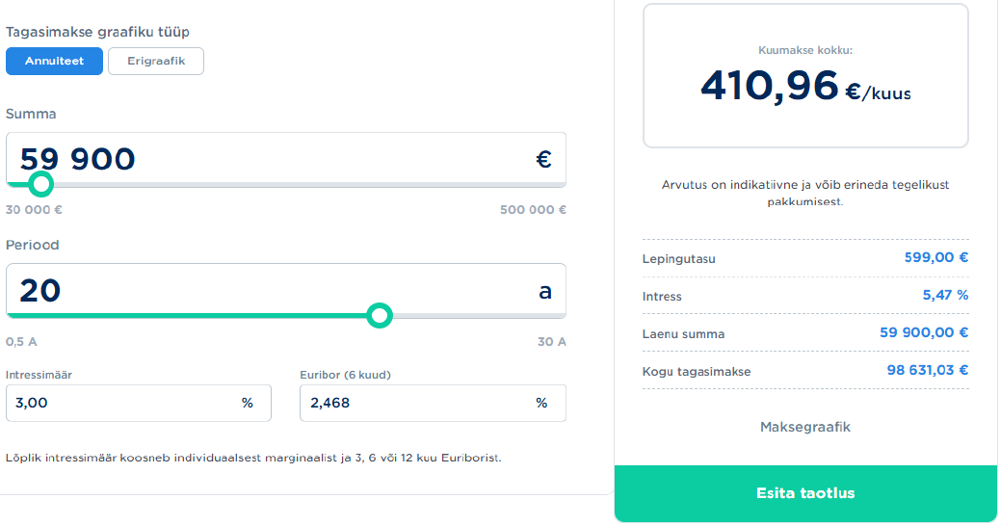 Tagasimakse graafiku tüüp
Annuiteet
Erigraafik
Summa
59 900 €
30 000 €
500 000 €
Periood
20 a
0,5 A
30 A
Intressimäär
3,00 %
Euribor (6 kuud)
2,468 %
Lõplik intressimäär koosneb individuaalsest marginaalist ja 3, 6 või 12 kuu Euriborist.
Kuumakse kokku:
410,96 €/kuus
Arvutus on indikatiivne ja võib erineda tegelikust
pakkumisest.
Lepingutasu 599,00 €
Intress 5,47 %
Laenu summa 59 900,00 €
Kogu tagasimakse 98 631,03 €
Maksegraafik
Esita taotlus